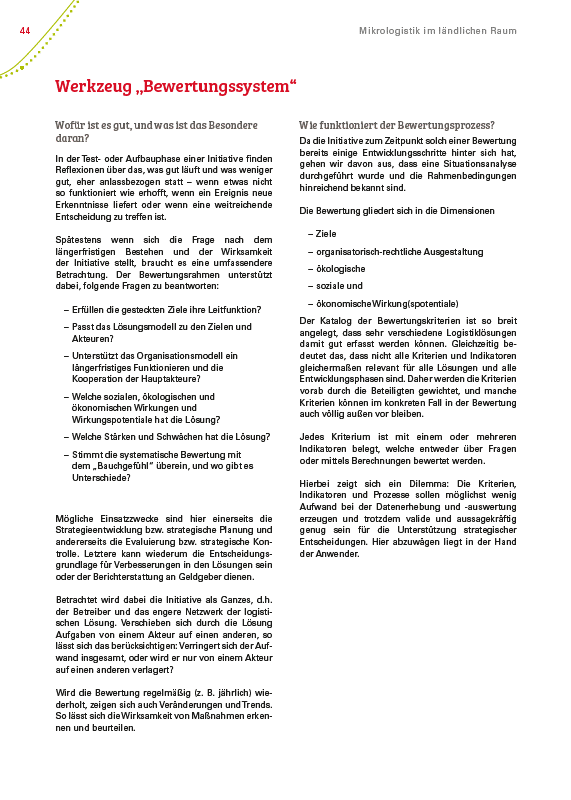 44
Mikrologistik im ländlichen Raum
Werkzeug „Bewertungssystem“
Wofür ist es gut, und was ist das Besondere
daran?
In der Test- oder Aufbauphase einer Initiative finden
Reflexionen über das, was gut läuft und was weniger
gut, eher anlassbezogen statt – wenn etwas nicht
so funktioniert wie erhofft, wenn ein Ereignis neue
Erkenntnisse liefert oder wenn eine weitreichende
Entscheidung zu treffen ist.
Spätestens wenn sich die Frage nach dem
längerfristigen Bestehen und der Wirksamkeit
der Initiative stellt, braucht es eine umfassendere
Betrachtung. Der Bewertungsrahmen unterstützt
dabei, folgende Fragen zu beantworten:
– Erfüllen die gesteckten Ziele ihre Leitfunktion?
– Passt das Lösungsmodell zu den Zielen und
Akteuren?
– Unterstützt das Organisationsmodell ein
längerfristiges Funktionieren und die
Kooperation der Hauptakteure?
– Welche sozialen, ökologischen und
ökonomischen Wirkungen und
Wirkungspotentiale hat die Lösung?
– Welche Stärken und Schwächen hat die Lösung?
– Stimmt die systematische Bewertung mit
dem „Bauchgefühl“ überein, und wo gibt es
Unterschiede?
Mögliche Einsatzzwecke sind hier einerseits die
Strategieentwicklung bzw. strategische Planung und
andererseits die Evaluierung bzw. strategische Kon-
trolle. Letztere kann wiederum die Entscheidungs-
grundlage für Verbesserungen in den Lösungen sein
oder der Berichterstattung an Geldgeber dienen.
Betrachtet wird dabei die Initiative als Ganzes, d.h.
der Betreiber und das engere Netzwerk der logisti-
schen Lösung. Verschieben sich durch die Lösung
Aufgaben von einem Akteur auf einen anderen, so
lässt sich das berücksichtigen: Verringert sich der Auf-
wand insgesamt, oder wird er nur von einem Akteur
auf einen anderen verlagert?
Wird die Bewertung regelmäßig (z. B. jährlich) wie-
derholt, zeigen sich auch Veränderungen und Trends.
So lässt sich die Wirksamkeit von Maßnahmen erken-
nen und beurteilen.
Wie funktioniert der Bewertungsprozess?
Da die Initiative zum Zeitpunkt solch einer Bewertung
bereits einige Entwicklungsschritte hinter sich hat,
gehen wir davon aus, dass eine Situationsanalyse
durchgeführt wurde und die Rahmenbedingungen
hinreichend bekannt sind.
Die Bewertung gliedert sich in die Dimensionen
– Ziele
– organisatorisch-rechtliche Ausgestaltung
– ökologische
– soziale und
– ökonomische Wirkung(spotentiale)
Der Katalog der Bewertungskriterien ist so breit
angelegt, dass sehr verschiedene Logistiklösungen
damit gut erfasst werden können. Gleichzeitig be-
deutet das, dass nicht alle Kriterien und Indikatoren
gleichermaßen relevant für alle Lösungen und alle
Entwicklungsphasen sind. Daher werden die Kriterien
vorab durch die Beteiligten gewichtet, und manche
Kriterien können im konkreten Fall in der Bewertung
auch völlig außen vor bleiben.
Jedes Kriterium ist mit einem oder mehreren
Indikatoren belegt, welche entweder über Fragen
oder mittels Berechnungen bewertet werden.
Hierbei zeigt sich ein Dilemma: Die Kriterien,
Indikatoren und Prozesse sollen möglichst wenig
Aufwand bei der Datenerhebung und -auswertung
erzeugen und trotzdem valide und aussagekräftig
genug sein für die Unterstützung strategischer
Entscheidungen. Hier abzuwägen liegt in der Hand
der Anwender.